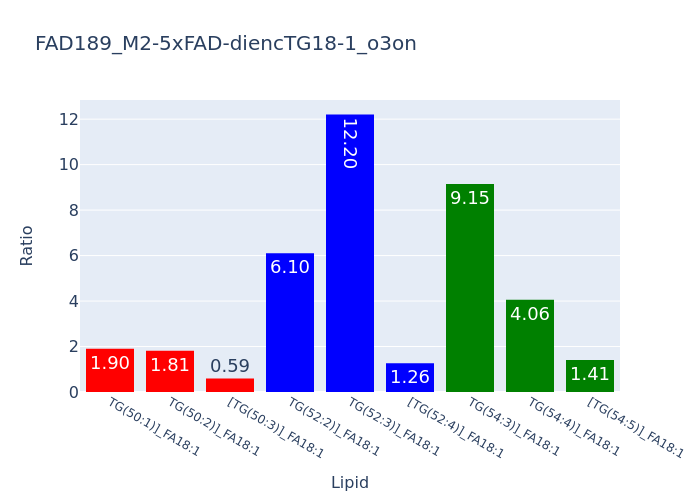 FAD189_M2-5xFAD-diencTG18-1_o3on
Ratio
12
10
8
6
4
2
0
1.90
1.81
0.59
6.10
12.20
1.26
9.15
4.06
1.41
TG(50:1)]_FA18:1
TG(50:2)]_FA18:1
[TG(50:3)]_FA18:1
TG(52:2)]_FA18:1
TG(52:3)]_FA18:1
[TG(52:4)]_FA18:1
TG(54:3)]_FA18:1
TG(54:4)]_FA18:1
[TG(54:5)]_FA18:1
Lipid